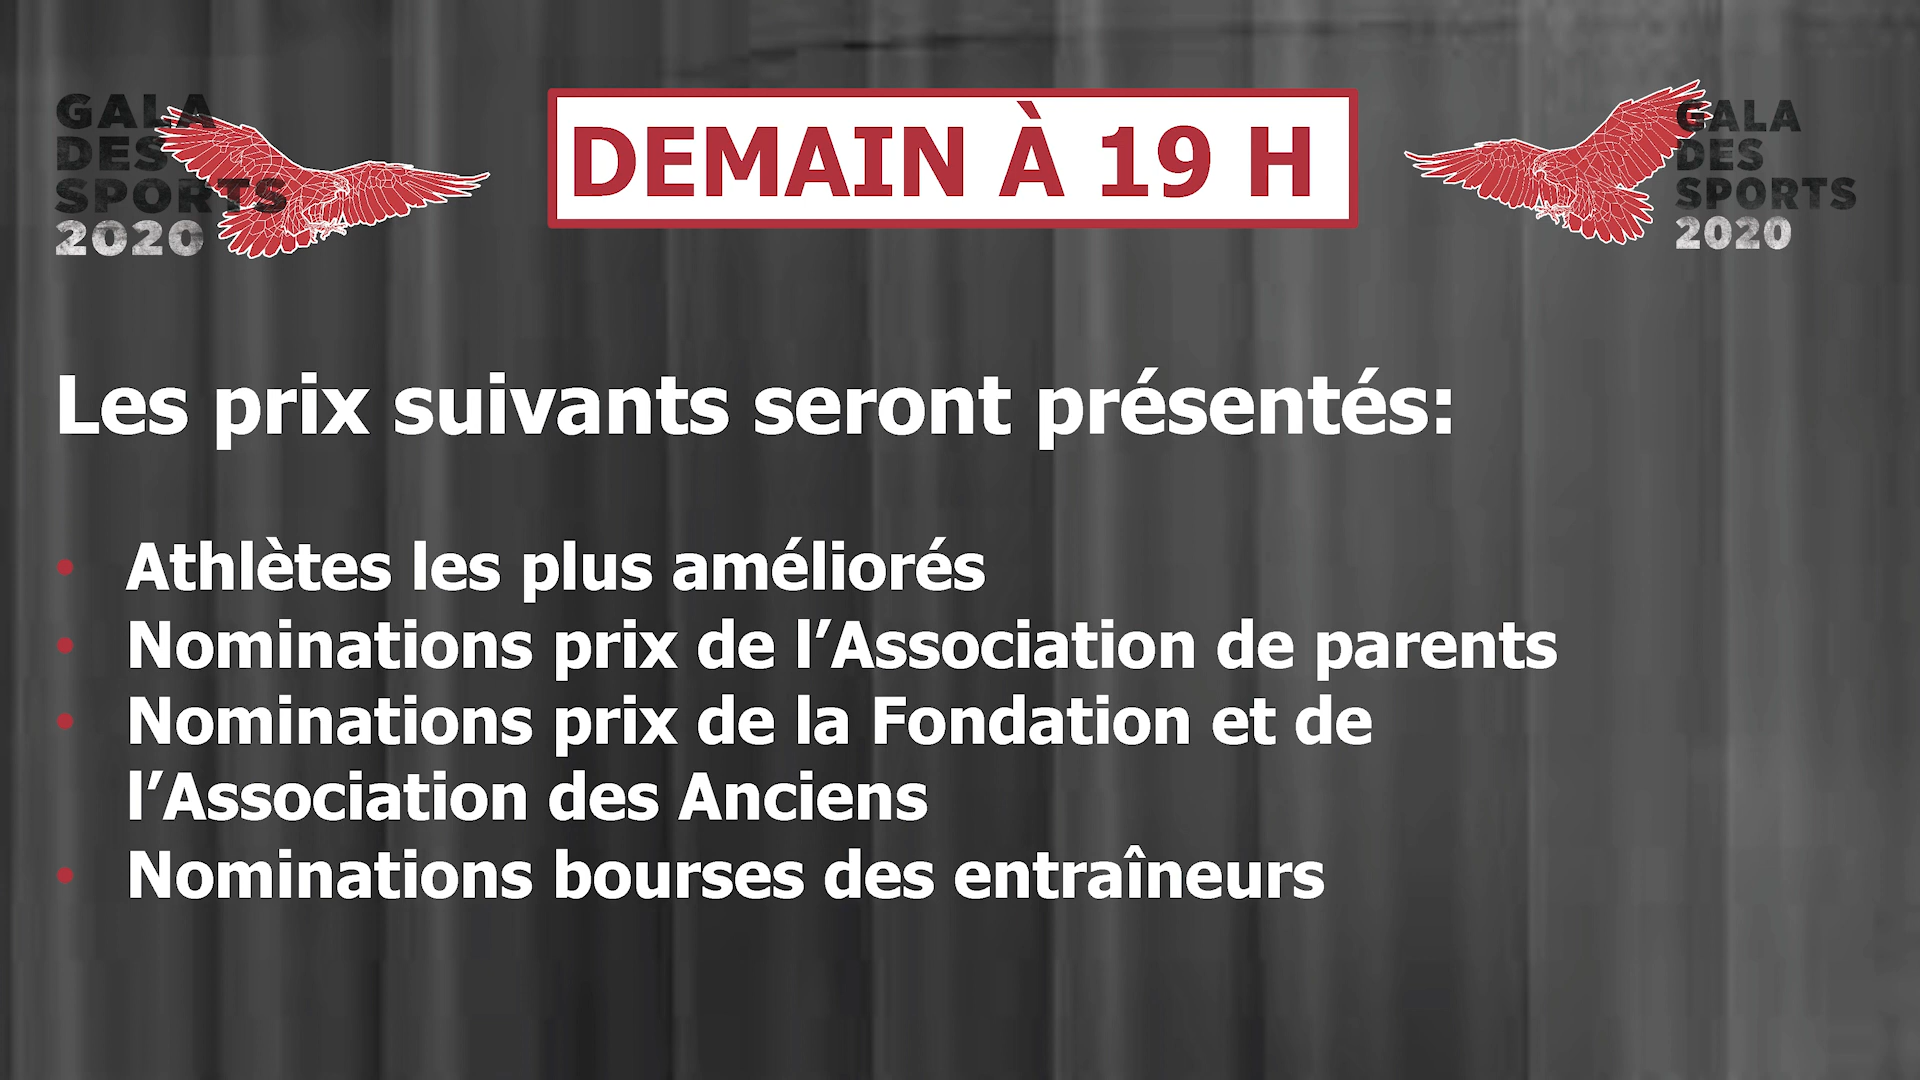 GALA
DES
SPORTS
2020
DEMAIN À 19 H
GALA
DES
SPORTS
2020
Les prix suivants seront présentés:
• Athlètes les plus améliorés
• Nominations prix de l’Association de parents
• Nominations prix de la Fondation et de
l’Association des Anciens
• Nominations bourses des entraîneurs